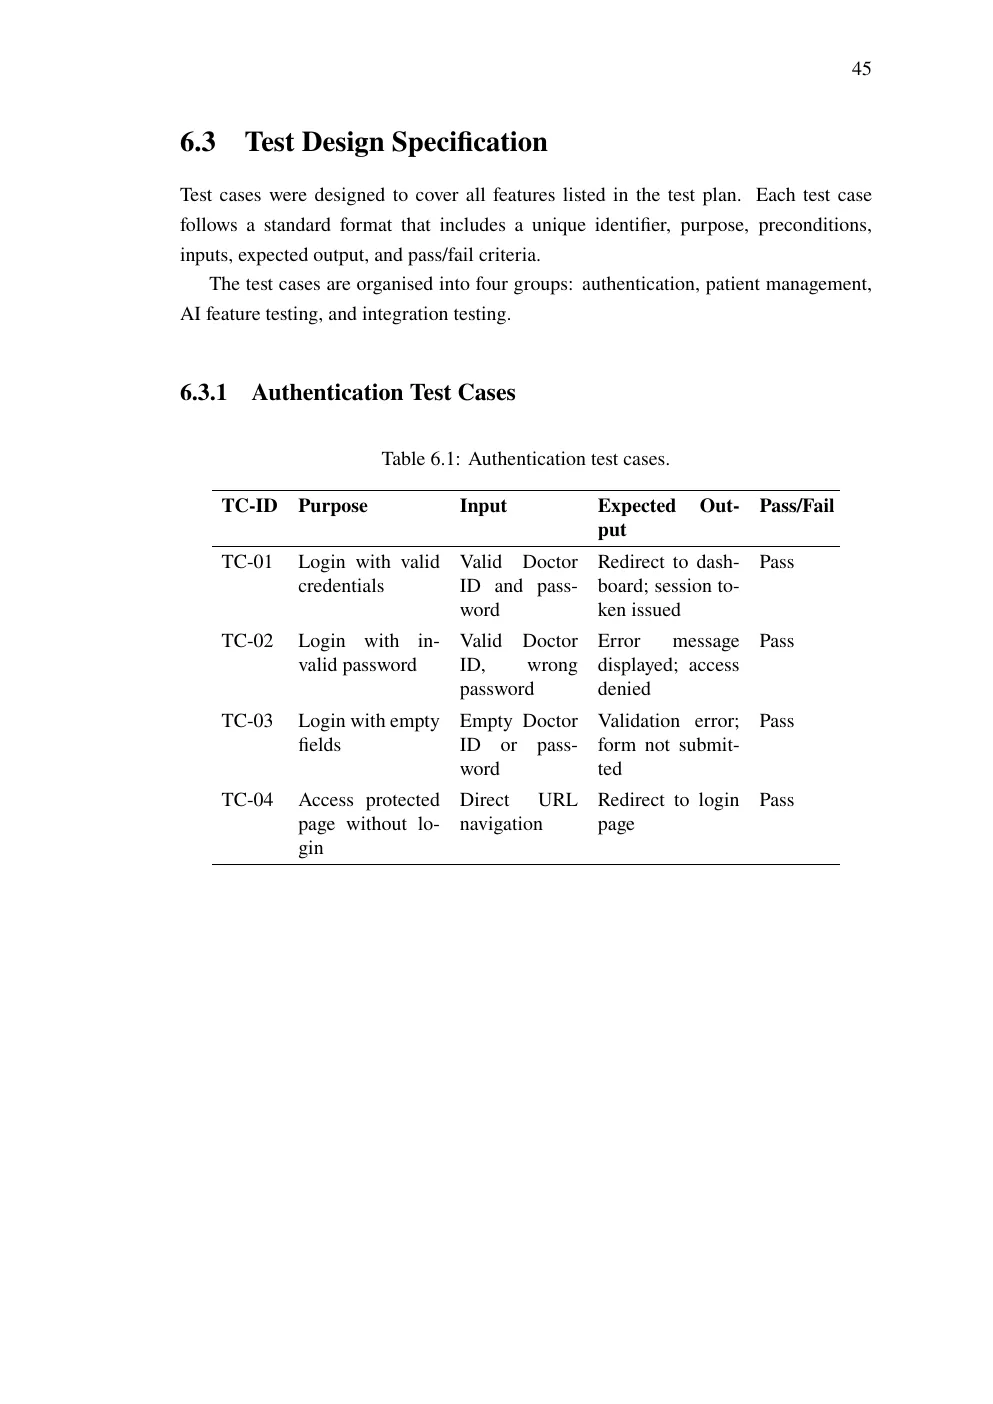 45
6.3 Test Design Specification
Test cases were designed to cover all features listed in the test plan. Each test case
follows a standard format that includes a unique identifier, purpose, preconditions,
inputs, expected output, and pass/fail criteria.
The test cases are organised into four groups: authentication, patient management,
AI feature testing, and integration testing.
6.3.1 Authentication Test Cases
Table 6.1: Authentication test cases.
TC-ID Purpose Input Expected Out- Pass/Fail
put
TC-01 Login with valid Valid Doctor Redirect to dash- Pass
credentials ID and pass- board; session to-
word ken issued
TC-02 Login with in- Valid Doctor Error message Pass
valid password ID, wrong displayed; access
password denied
TC-03 Login with empty Empty Doctor Validation error; Pass
fields ID or pass- form not submit-
word ted
TC-04 Access protected Direct URL Redirect to login Pass
page without lo- navigation page
gin